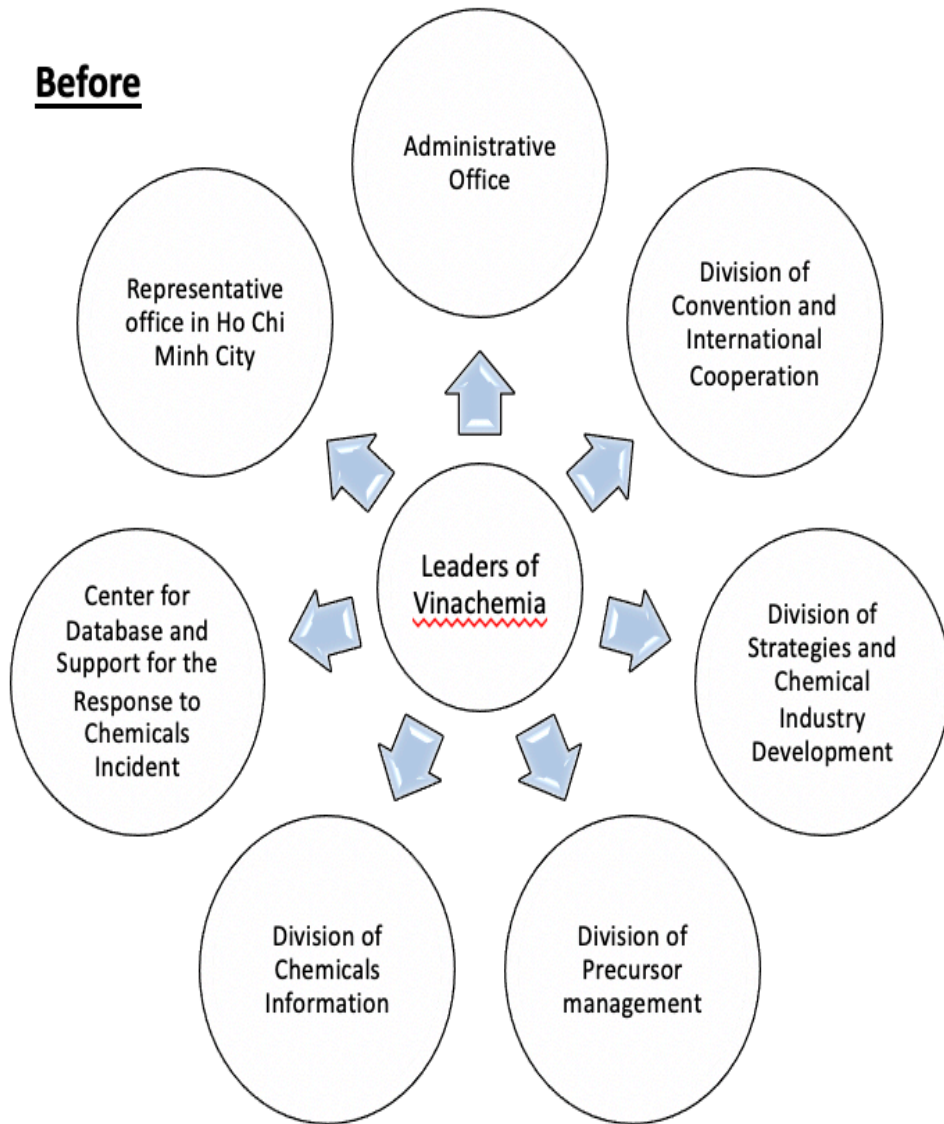 Before
Administrative
Office
Division of
Convention and
International
Cooperation
Division of
Strategies and
Chemical
Industry
Development
Division of
Precursor
management
Division of
Chemicals
Information
Center for
Database and
Support for the
Response to
Chemicals
Incident
Representative
office in Ho Chi
Minh City
Leaders of
Vinachemia